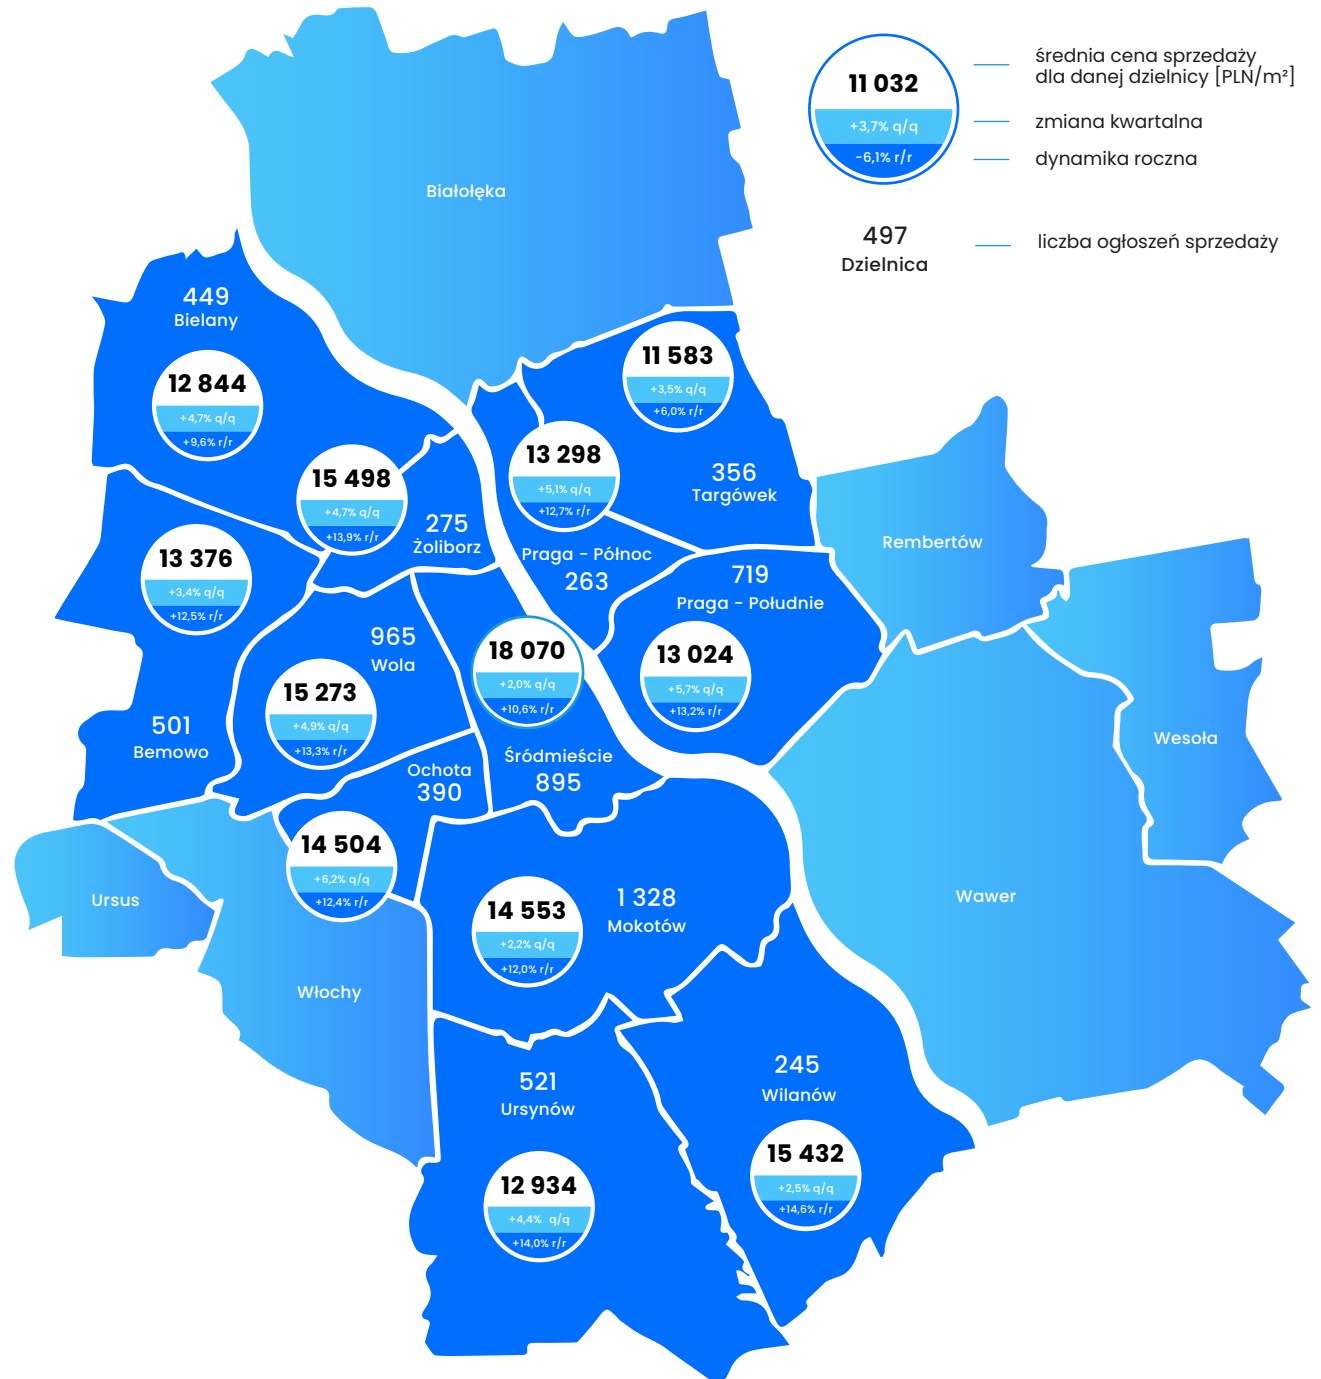 11 032
+3,7% q/q
-6,1% r/r
średnia cena sprzedaży
dla danej dzielnicy [PLN/m²]
zmiana kwartalna
dynamika roczna
497
Dzielnica
liczba ogłoszeń sprzedaży
Białołęka
449
Bielany
12 844
+4,7% q/q
+9,6% r/r
11 583
+3,5% q/q
+6,0% r/r
356
Targówek
15 498
+4,7% q/q
+13,9% r/r
275
Żoliborz
13 298
+5,1% q/q
+12,7% r/r
Praga - Północ
263
Rembertów
13 376
+3,4% q/q
+12,5% r/r
501
Bemowo
965
Wola
15 273
+4,9% q/q
+13,3% r/r
18 070
+2,0% q/q
+10,6% r/r
Śródmieście
895
719
Praga - Południe
13 024
+5,7% q/q
+13,2% r/r
Wesoła
Ochota
390
14 504
+6,2% q/q
+12,4% r/r
Ursus
Włochy
14 553
+2,2% q/q
+12,0% r/r
1 328
Mokotów
Wawer
521
Ursynów
12 934
+4,4% q/q
+14,0% r/r
245
Wilanów
15 432
+2,5% q/q
+14,6% r/r